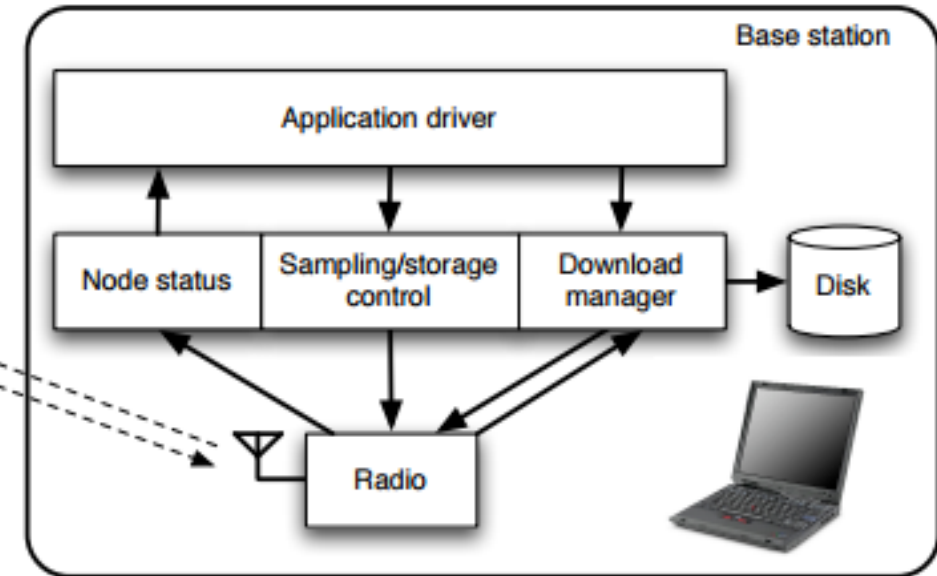 Base station
Application driver
Node status
Sampling/storage
control
Download
manager
Disk
Radio